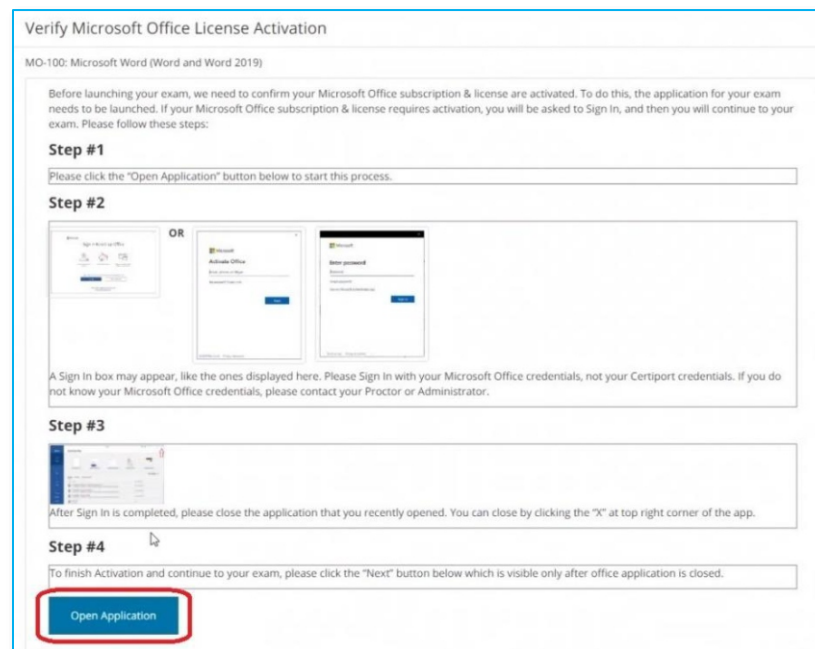 Verify Microsoft Office License Activation
MO-100: Microsoft Word (Word and Word 2019)
Before launching your exam, we need to confirm your Microsoft Office subscription & license are activated. To do this, the application for your exam
needs to be launched. If your Microsoft Office subscription & license requires activation, you will be asked to Sign In, and then you will continue to your
exam. Please follow these steps:
Step #1
Please click the "Open Application" button below to start this process.
Step #2
OR
Microsoft
Activate Office
Microsoft
Enter password
A Sign In box may appear, like the ones displayed here. Please Sign In with your Microsoft Office credentials, not your Certiport credentials. If you do
not know your Microsoft Office credentials, please contact your Proctor or Administrator.
Step #3
After Sign In is completed, please close the application that you recently opened. You can close by clicking the "X" at top right corner of the app.
Step #4
To finish Activation and continue to your exam, please click the "Next" button below which is visible only after office application is closed.
Open Application